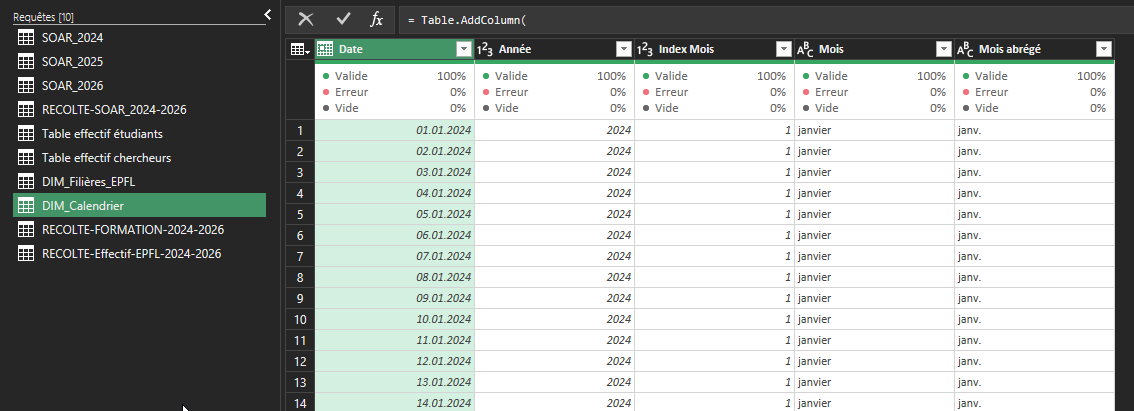 Requêtes [10]
SOAR_2024
SOAR_2025
SOAR_2026
RECOLTE-SOAR_2024-2026
Table effectif étudiants
Table effectif chercheurs
DIM_Filières_EPFL
DIM_Calendrier
RECOLTE-FORMATION-2024-2026
RECOLTE-Effectif-EPFL-2024-2026
fx = Table.AddColumn(
Date 123 Année 123 Index Mois ABC Mois ABC Mois abrégé
Valide 100% Valide 100% Valide 100% Valide 100% Valide 100%
Erreur 0% Erreur 0% Erreur 0% Erreur 0% Erreur 0%
Vide 0% Vide 0% Vide 0% Vide 0% Vide 0%
1 01.01.2024 2024 1 janvier janv.
2 02.01.2024 2024 1 janvier janv.
3 03.01.2024 2024 1 janvier janv.
4 04.01.2024 2024 1 janvier janv.
5 05.01.2024 2024 1 janvier janv.
6 06.01.2024 2024 1 janvier janv.
7 07.01.2024 2024 1 janvier janv.
8 08.01.2024 2024 1 janvier janv.
9 09.01.2024 2024 1 janvier janv.
10 10.01.2024 2024 1 janvier janv.
11 11.01.2024 2024 1 janvier janv.
12 12.01.2024 2024 1 janvier janv.
13 13.01.2024 2024 1 janvier janv.
14 14.01.2024 2024 1 janvier janv.